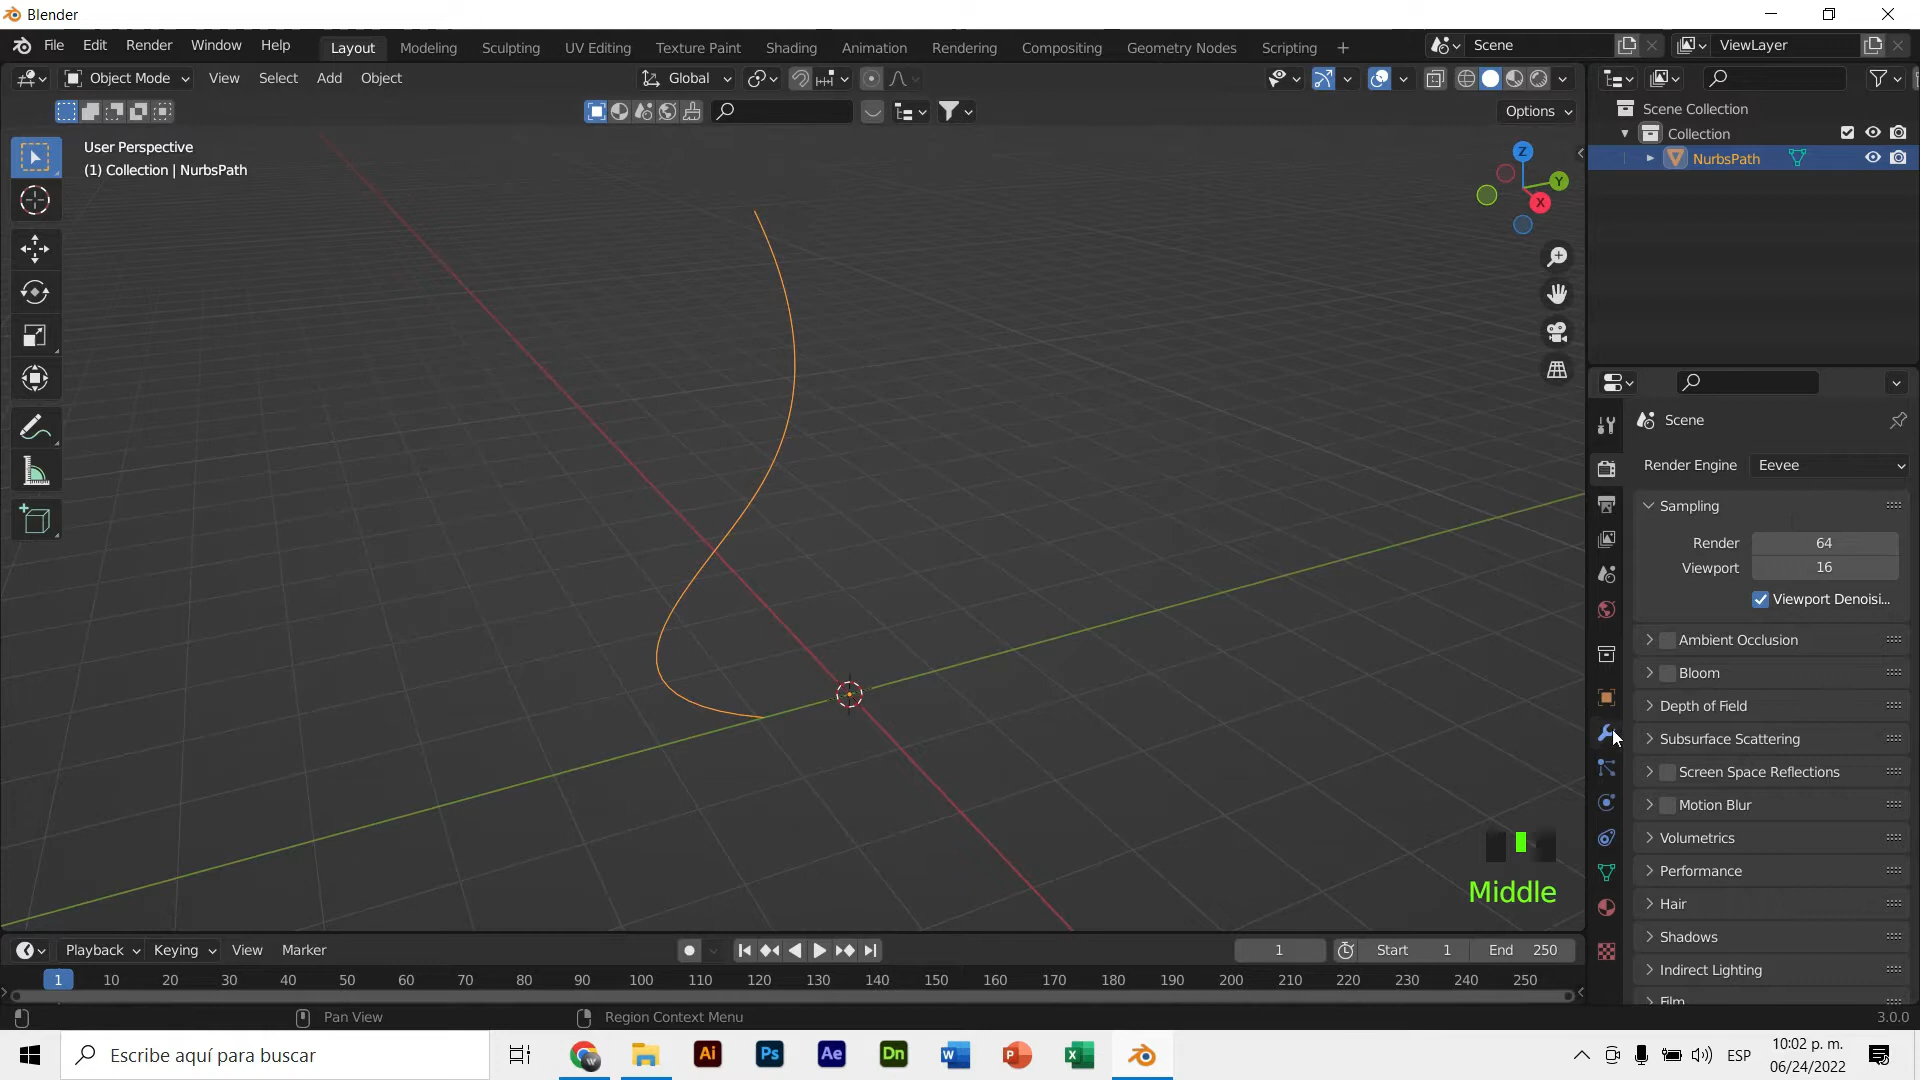 Blender
File Edit Render Window Help Layout Modeling Sculpting UV Editing Texture Paint Shading Animation Rendering Compositing Geometry Nodes Scripting + Scene ViewLayer
Object Mode View Select Add Object Global
Options
User Perspective
(1) Collection | NurbsPath
Z
Y
X
Scene Collection
Collection
NurbsPath
Scene
Render Engine Eevee
Sampling
Render 64
Viewport 16
Viewport Denoisi...
Ambient Occlusion
Bloom
Depth of Field
Subsurface Scattering
Screen Space Reflections
Motion Blur
Volumetrics
Performance
Hair
Shadows
Indirect Lighting
Film
Middle
Playback Keying View Marker 1 Start 1 End 250
1 10 20 30 40 50 60 70 80 90 100 110 120 130 140 150 160 170 180 190 200 210 220 230 240 250
Pan View Region Context Menu 3.0.0
Escribe aquí para buscar
Ai Ps Ae Dn W P X
ESP
10:02 p. m.
06/24/2022